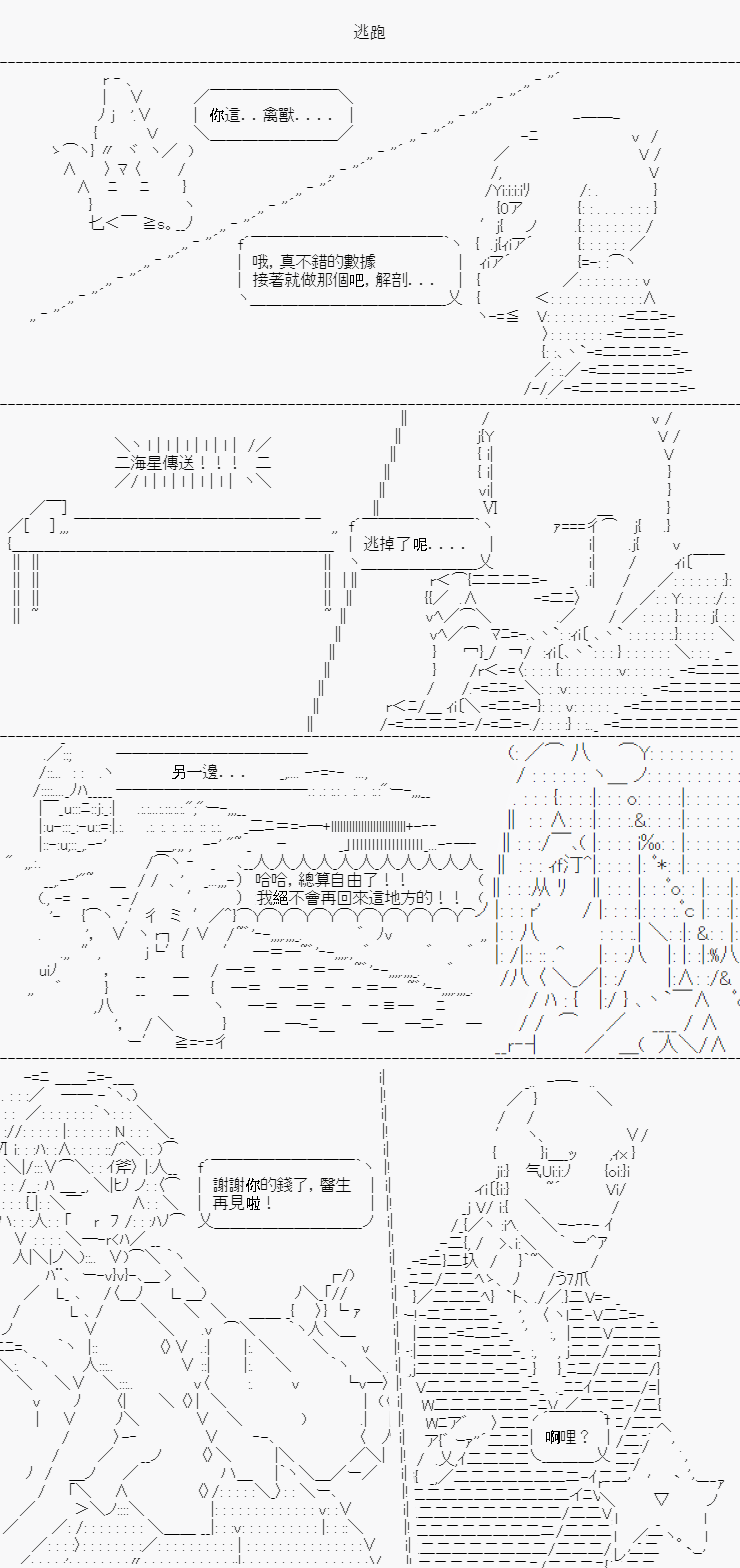 逃跑
你這．．禽獸．．．．
哦，真不錯的數據
接著就做那個吧，解剖．．．
二海星傳送！！！　二
逃掉了呢．．．．
另一邊．．．
哈哈，總算自由了！！
我絕不會再回來這地方的！！
謝謝你的錢了，醫生
再見啦！
啊哩？